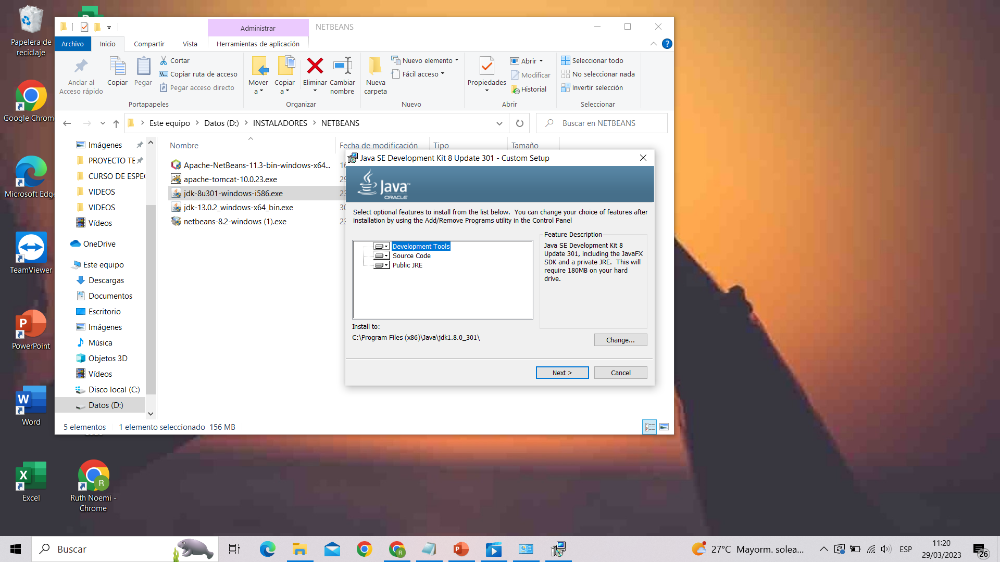 Papelera de
reciclaje
Google Chrom
Microsoft Edge
TeamViewer
PowerPoint
Word
Excel
Ruth Noemi -
Chrome
Administrar
NETBEANS
Archivo
Inicio
Compartir
Vista
Herramientas de aplicación
Anclar al
Acceso rápido
Copiar
Pegar
Cortar
Copiar ruta de acceso
Pegar acceso directo
Portapapeles
Mover
a
Copiar
a
Eliminar
Cambiar
nombre
Organizar
Nueva
carpeta
Nuevo elemento
Fácil acceso
Nuevo
Propiedades
Abrir
Modificar
Historial
Abrir
Seleccionar todo
No seleccionar nada
Invertir selección
Seleccionar
Este equipo > Datos (D:) > INSTALADORES > NETBEANS
Buscar en NETBEANS
Imágenes
PROYECTO TE
CURSO DE ESPE
VIDEOS
VIDEOS
Vídeos
OneDrive
Este equipo
Descargas
Documentos
Escritorio
Imágenes
Música
Objetos 3D
Vídeos
Disco local (C:)
Datos (D:)
Nombre
Fecha de modificación
Tipo
Tamaño
Apache-NetBeans-11.3-bin-windows-x64...
apache-tomcat-10.0.23.exe
29
jdk-8u301-windows-i586.exe
23
jdk-13.0.2_windows-x64_bin.exe
30
netbeans-8.2-windows (1).exe
23
5 elementos
1 elemento seleccionado 156 MB
Java SE Development Kit 8 Update 301 - Custom Setup
Java™
ORACLE
Select optional features to install from the list below. You can change your choice of features after
installation by using the Add/Remove Programs utility in the Control Panel
Development Tools
Source Code
Public JRE
Feature Description
Java SE Development Kit 8
Update 301, including the JavaFX
SDK and a private JRE. This will
require 180MB on your hard
drive.
Install to:
C:\Program Files (x86)\Java\jdk1.8.0_301\
Change...
Next >
Cancel
Buscar
27°C Mayorm. solea...
ESP
11:20
29/03/2023
26